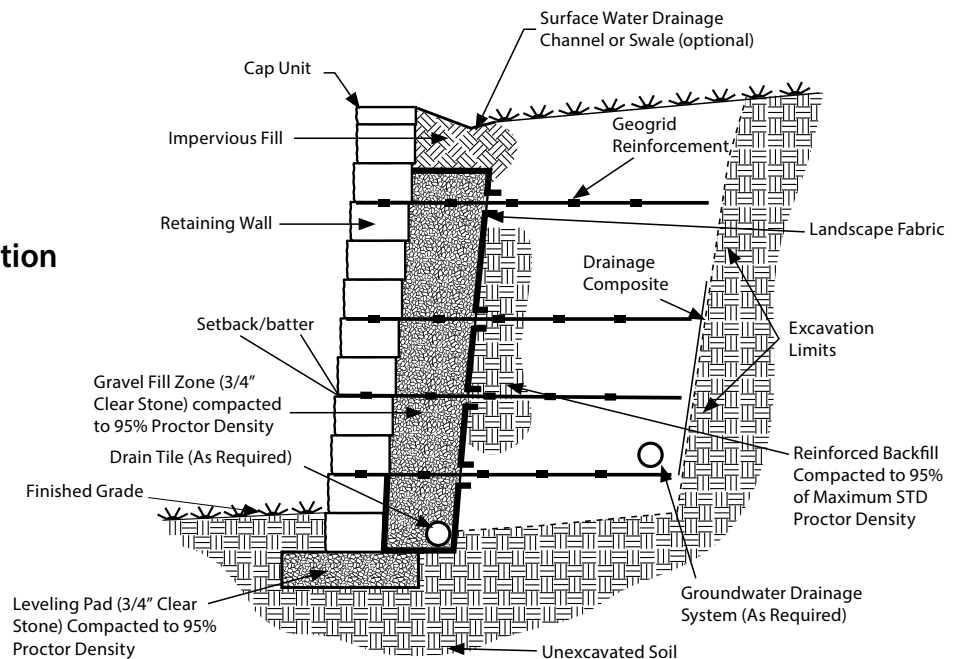 Surface Water Drainage
Channel or Swale (optional)
Cap Unit
Impervious Fill
Geogrid
Reinforcement
Retaining Wall
Landscape Fabric
tion
Drainage
Composite
Setback/batter
Excavation
Limits
Gravel Fill Zone (3/4"
Clear Stone) compacted
to 95% Proctor Density
Drain Tile (As Required)
Reinforced Backfill
Compacted to 95%
of Maximum STD
Proctor Density
Finished Grade
Groundwater Drainage
System (As Required)
Leveling Pad (3/4" Clear
Stone) Compacted to 95%
Proctor Density
Unexcavated Soil